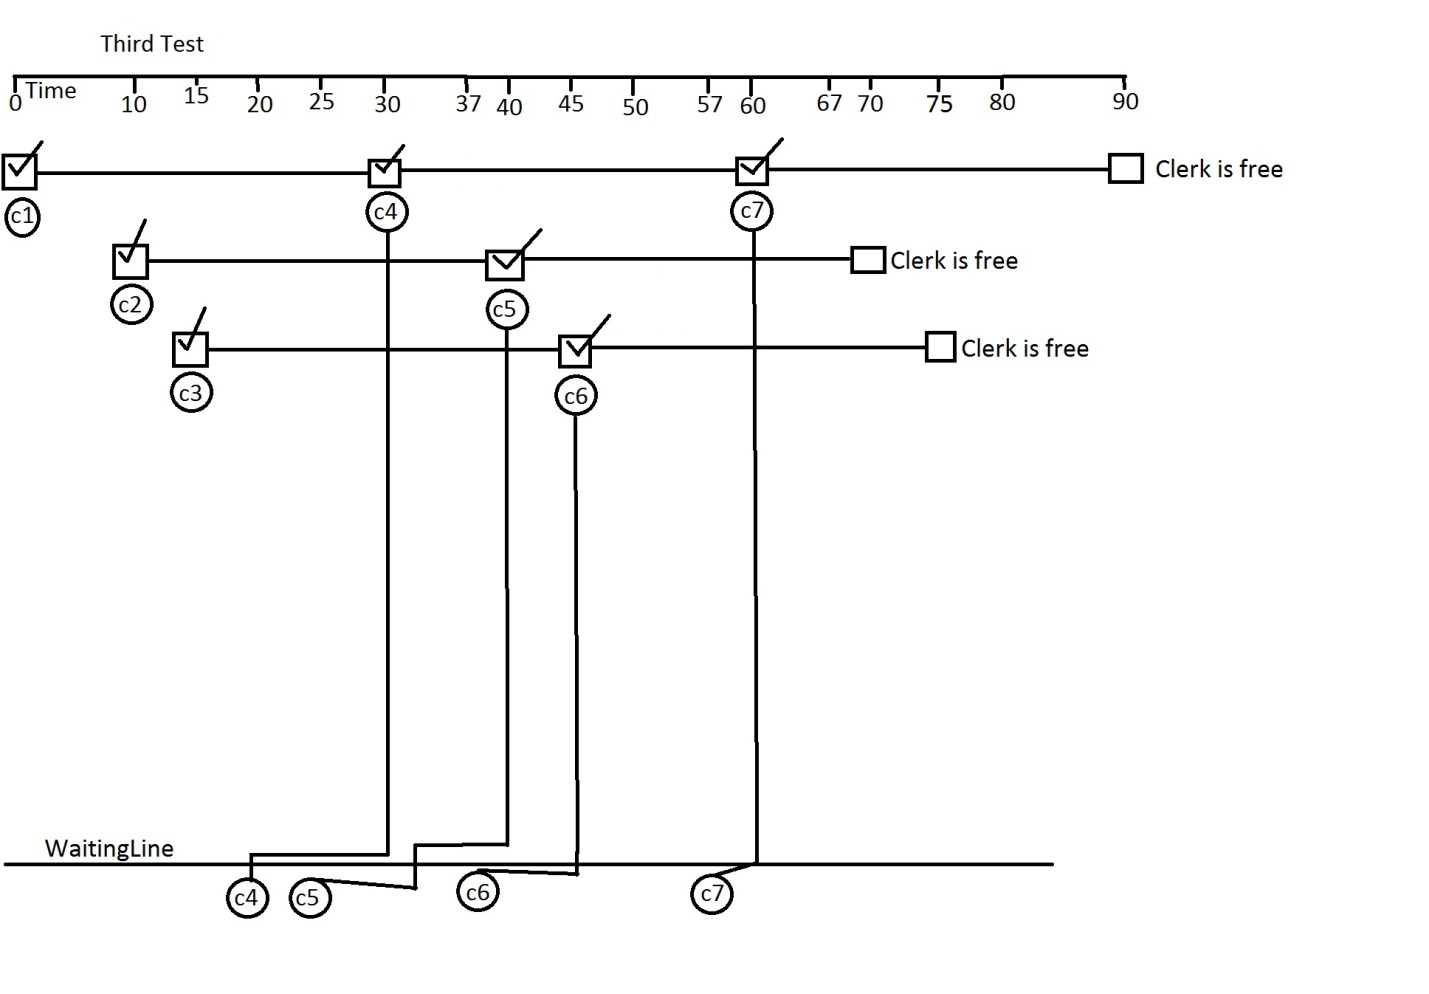 Third Test
Time
0 10 15 20 25 30 37 40 45 50 57 60 67 70 75 80 90
Clerk is free
c1 c4 c7
Clerk is free
c2 c5
Clerk is free
c3 c6
WaitingLine
c4 c5 c6 c7